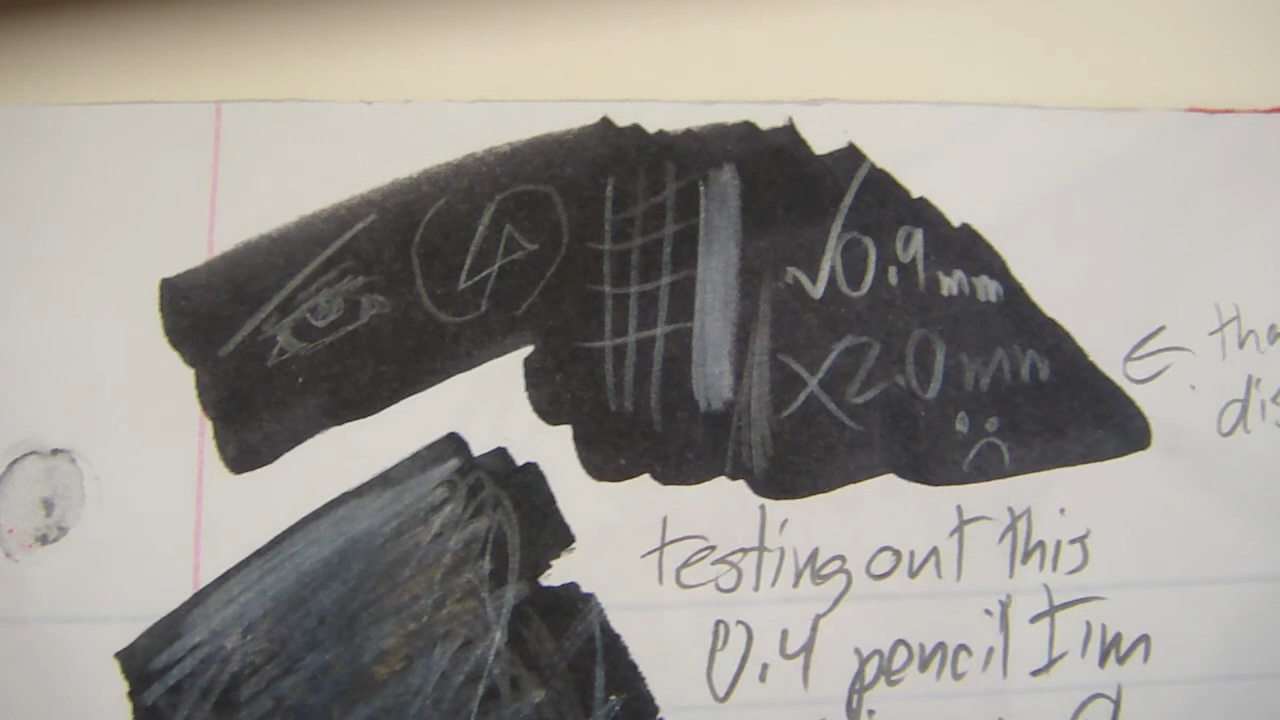 √0.9mm
x2.0mm
←
testing out this
0.4 pencil I'm